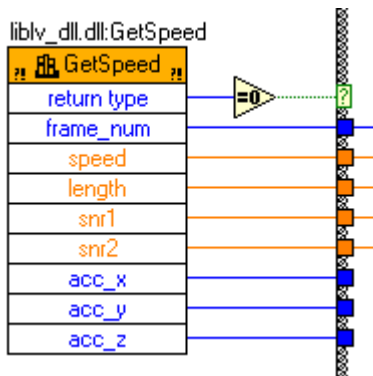 liblv_dll.dll:GetSpeed
?! GetSpeed ?!
return type
=0
?
frame_num
speed
length
snr1
snr2
acc_x
acc_y
acc_z